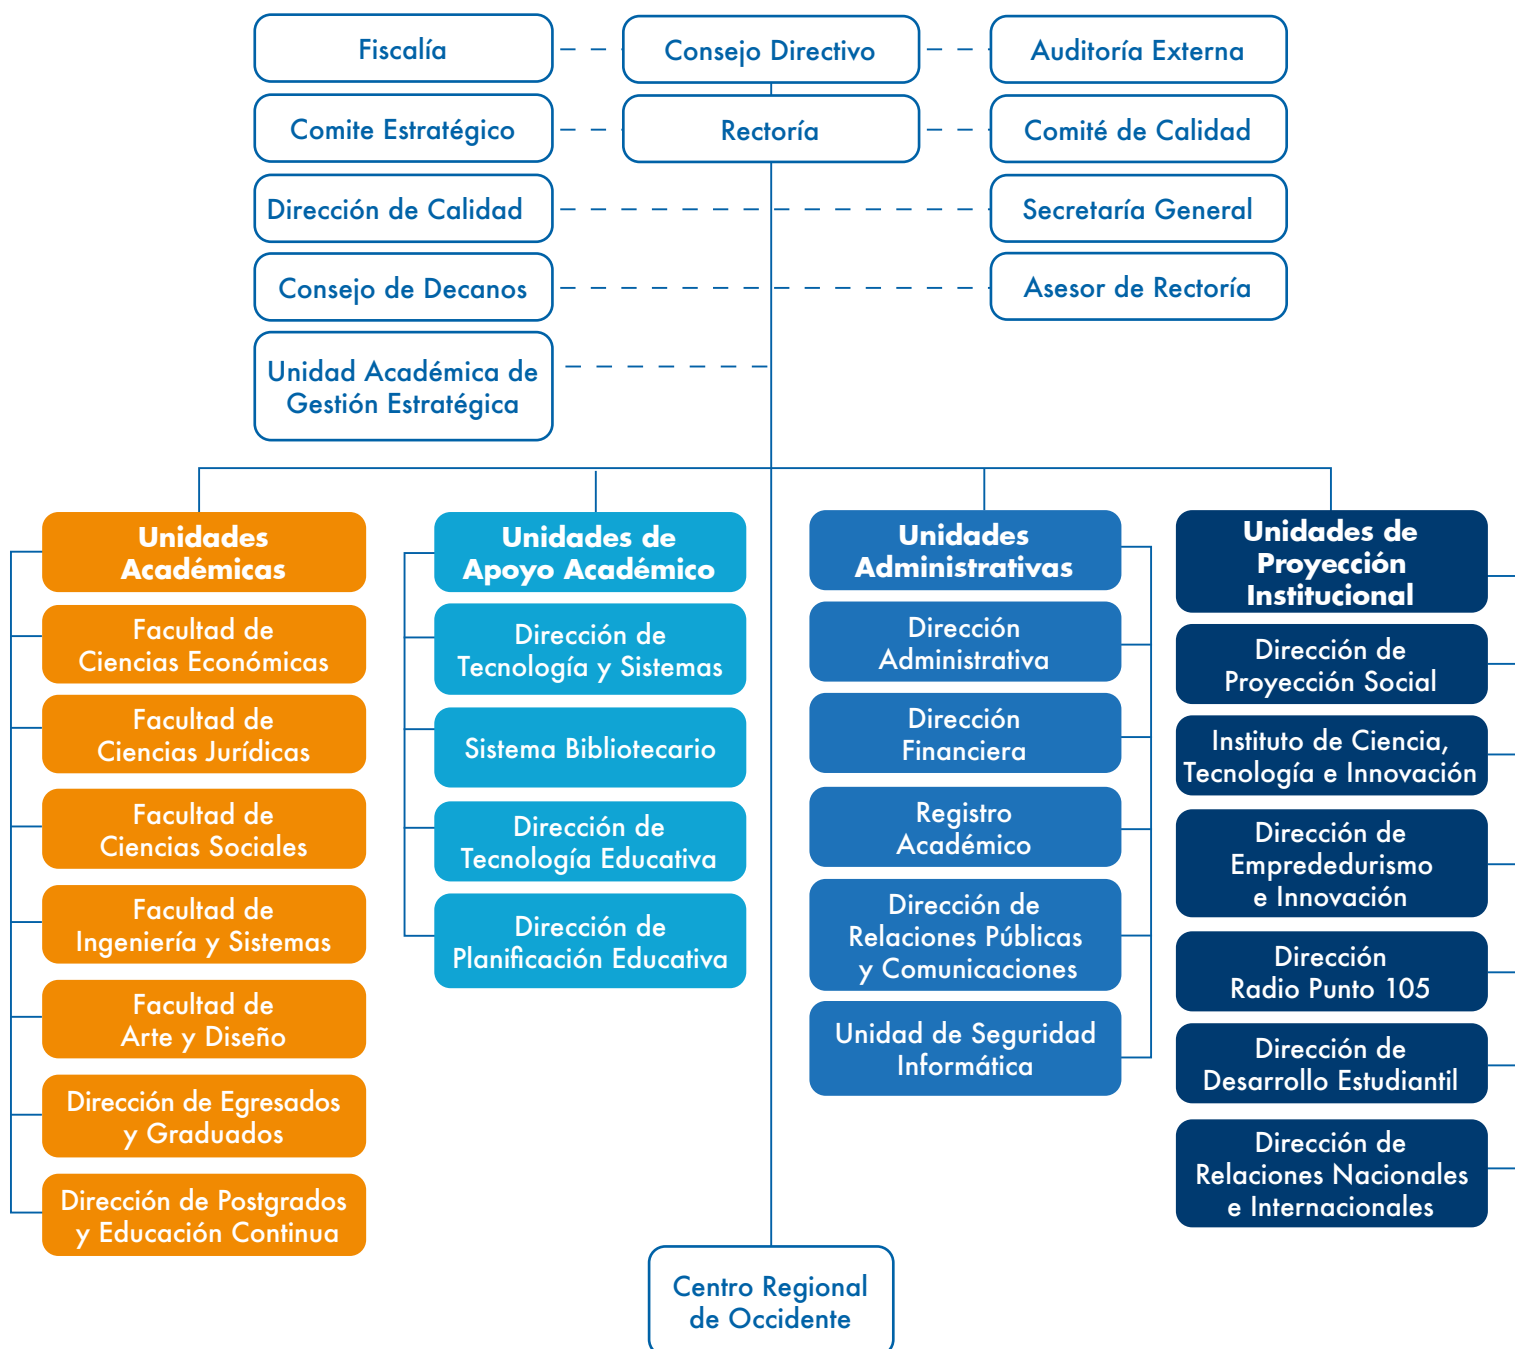 Fiscalía
Consejo Directivo
Auditoría Externa
Comite Estratégico
Rectoría
Comité de Calidad
Dirección de Calidad
Secretaría General
Consejo de Decanos
Asesor de Rectoría
Unidad Académica de
Gestión Estratégica
Unidades
Académicas
Facultad de
Ciencias Económicas
Facultad de
Ciencias Jurídicas
Facultad de
Ciencias Sociales
Facultad de
Ingeniería y Sistemas
Facultad de
Arte y Diseño
Dirección de Egresados
y Graduados
Dirección de Postgrados
y Educación Continua
Unidades de
Apoyo Académico
Dirección de
Tecnología y Sistemas
Sistema Bibliotecario
Dirección de
Tecnología Educativa
Dirección de
Planificación Educativa
Unidades
Administrativas
Dirección
Administrativa
Dirección
Financiera
Registro
Académico
Dirección de
Relaciones Públicas
y Comunicaciones
Unidad de Seguridad
Informática
Unidades de
Proyección
Institucional
Dirección de
Proyección Social
Instituto de Ciencia,
Tecnología e Innovación
Dirección de
Emprededurismo
e Innovación
Dirección
Radio Punto 105
Dirección de
Desarrollo Estudiantil
Dirección de
Relaciones Nacionales
e Internacionales
Centro Regional
de Occidente